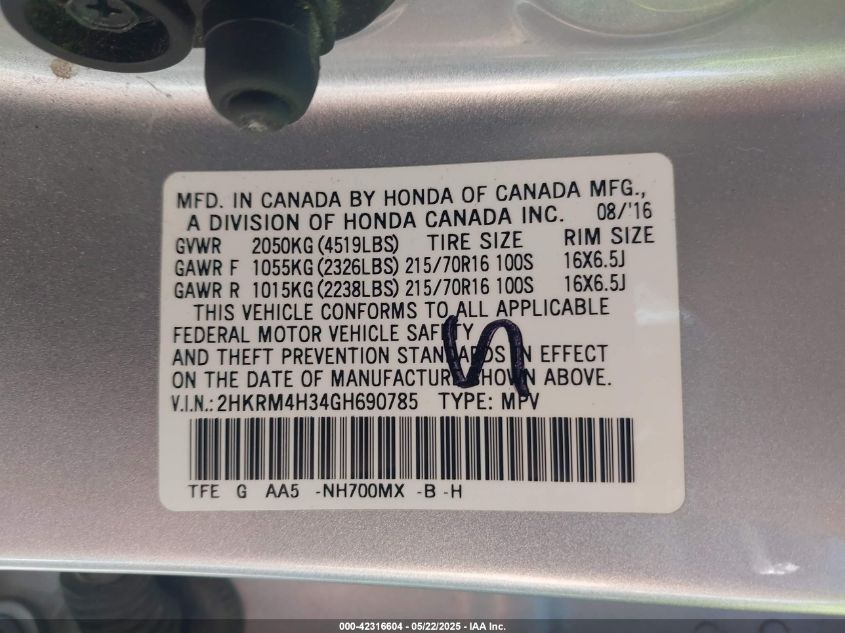 MFD. IN CANADA BY HONDA OF CANADA MFG.,
A DIVISION OF HONDA CANADA INC. 08/'16
GVWR 2050KG (4519LBS) TIRE SIZE RIM SIZE
GAWR F 1055KG (2326LBS) 215/70R16 100S 16X6.5J
GAWR R 1015KG (2238LBS) 215/70R16 100S 16X6.5J
THIS VEHICLE CONFORMS TO ALL APPLICABLE
FEDERAL MOTOR VEHICLE SAFETY
AND THEFT PREVENTION STANDARDS IN EFFECT
ON THE DATE OF MANUFACTURE SHOWN ABOVE.
V.I.N.: 2HKRM4H34GH690785 TYPE: MPV
TFE G AA5 -NH700MX -B -H
000-42316604 - 05/22/2025 - IAA Inc.